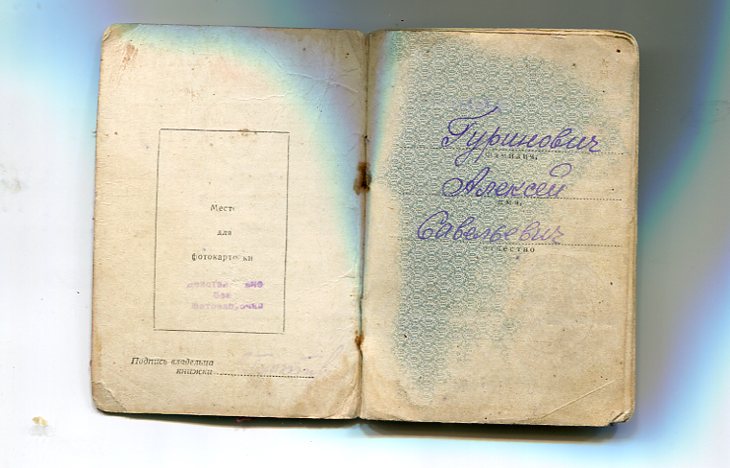 Место
для
фотокарточки
действительно
без
фотокарточки
Подпись владельца
книжки
Гуринович
фамилия,
Алексей
имя,
Савельевич
отчество